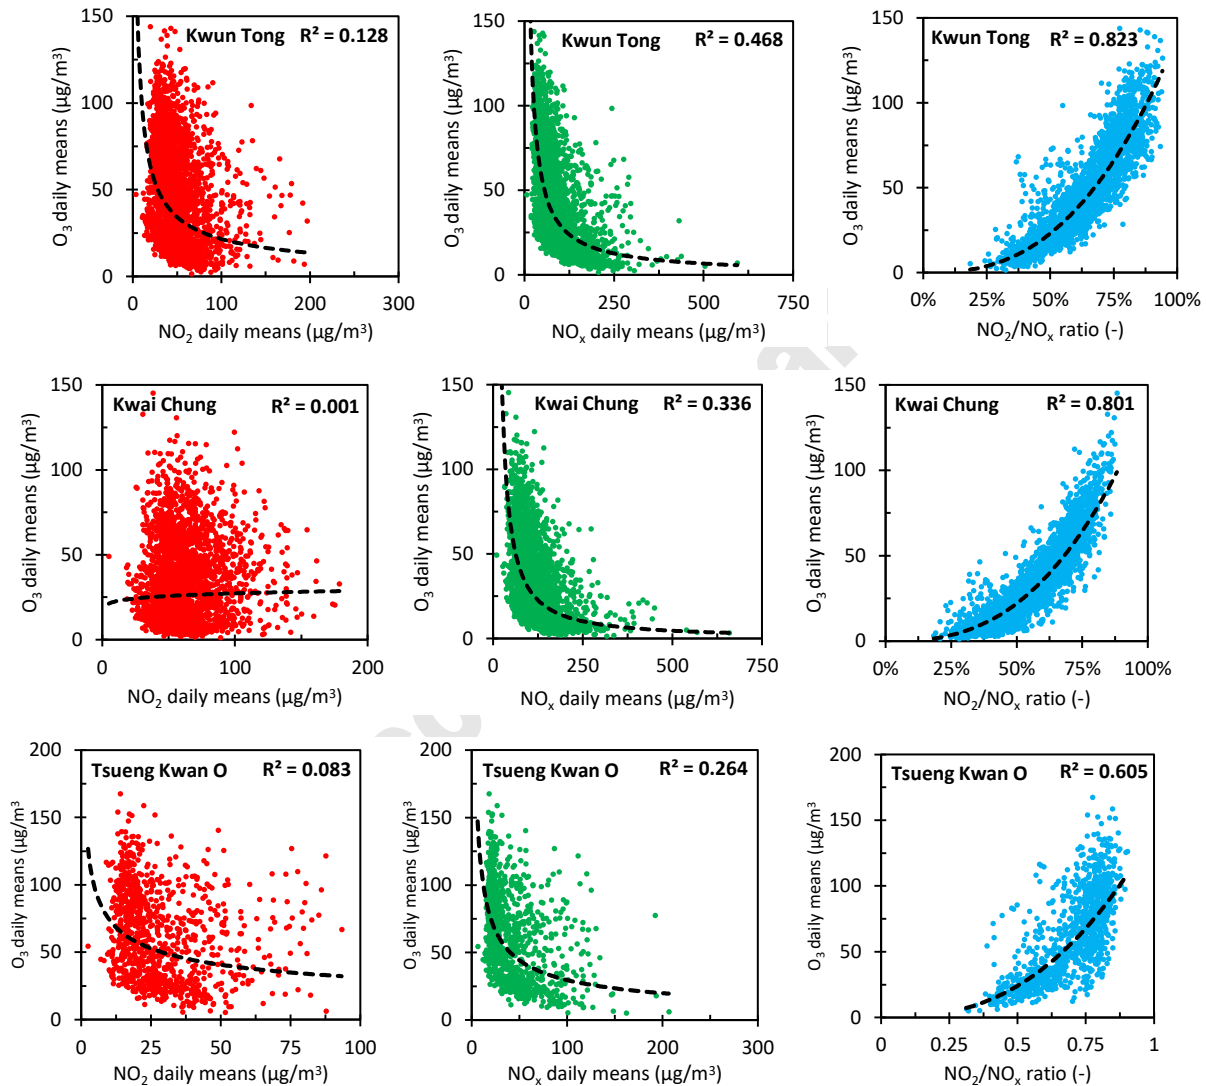 Kwun Tong R² = 0.128
O₃ daily means (µg/m³)
150
100
50
0
0 100 200 300
NO₂ daily means (µg/m³)
Kwun Tong R² = 0.468
O₃ daily means (µg/m³)
150
100
50
0
0 250 500 750
NOₓ daily means (µg/m³)
Kwun Tong R² = 0.823
O₃ daily means (µg/m³)
150
100
50
0
0% 25% 50% 75% 100%
NO₂/NOₓ ratio (-)
Kwai Chung R² = 0.001
O₃ daily means (µg/m³)
150
100
50
0
0 100 200
NO₂ daily means (µg/m³)
Kwai Chung R² = 0.336
O₃ daily means (µg/m³)
150
100
50
0
0 250 500 750
NOₓ daily means (µg/m³)
Kwai Chung R² = 0.801
O₃ daily means (µg/m³)
150
100
50
0
0% 25% 50% 75% 100%
NO₂/NOₓ ratio (-)
Tsueng Kwan O R² = 0.083
O₃ daily means (µg/m³
200
150
100
50
0
0 25 50 75 100
NO₂ daily means (µg/m³)
Tsueng Kwan O R² = 0.264
O₃ daily means (µg/m³
200
150
100
50
0
0 100 200 300
NOₓ daily means (µg/m³)
Tsueng Kwan O R² = 0.605
O₃ daily means (µg/m³
200
150
100
50
0
0 0.25 0.5 0.75 1
NO₂/NOₓ ratio (-)